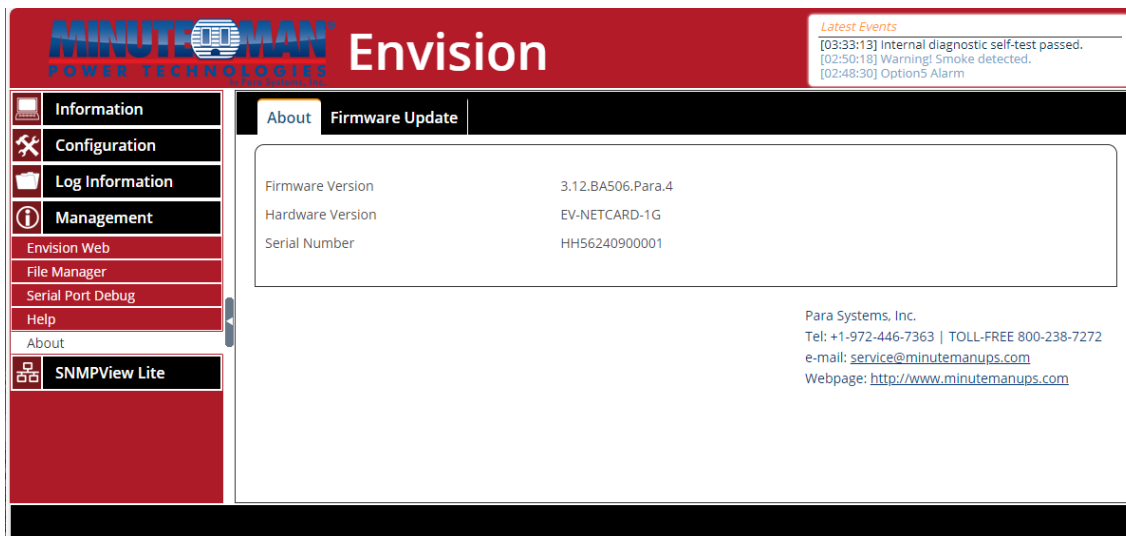 MINUTEMAN
POWER TECHNOLOGIES
by Para Systems, Inc.
Envision
Latest Events
[03:33:13] Internal diagnostic self-test passed.
[02:50:18] Warning! Smoke detected.
[02:48:30] Option5 Alarm
Information
Configuration
Log Information
Management
Envision Web
File Manager
Serial Port Debug
Help
About
SNMPView Lite
About Firmware Update
Firmware Version 3.12.BA506.Para.4
Hardware Version EV-NETCARD-1G
Serial Number HH56240900001
Para Systems, Inc.
Tel: +1-972-446-7363 | TOLL-FREE 800-238-7272
e-mail: service@minutemanups.com
Webpage: http://www.minutemanups.com